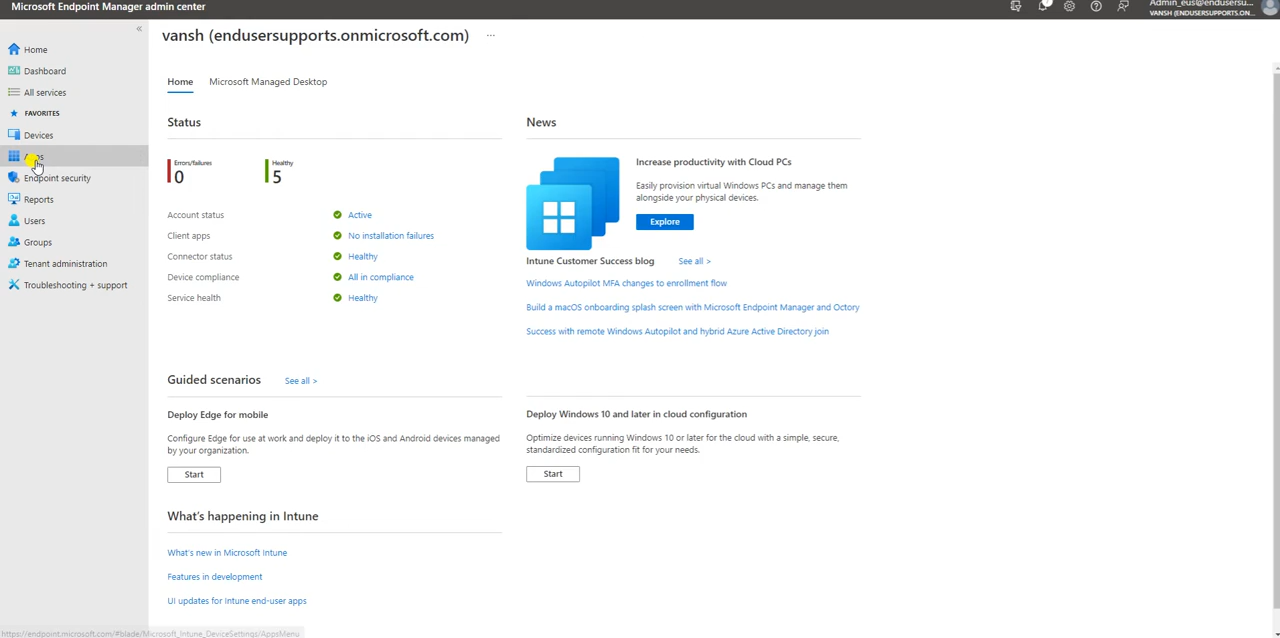 Microsoft Endpoint Manager admin center
Admin_eus@endusersu...
VANSH (ENDUSERSUPPORTS.ON...
«
Home
Dashboard
All services
FAVORITES
Devices
Endpoint security
Reports
Users
Groups
Tenant administration
Troubleshooting + support
vansh (endusersupports.onmicrosoft.com) ...
Home Microsoft Managed Desktop
Status
Errors/failures
0
Healthy
5
Account status Active
Client apps No installation failures
Connector status Healthy
Device compliance All in compliance
Service health Healthy
News
Increase productivity with Cloud PCs
Easily provision virtual Windows PCs and manage them
alongside your physical devices.
Explore
Intune Customer Success blog See all >
Windows Autopilot MFA changes to enrollment flow
Build a macOS onboarding splash screen with Microsoft Endpoint Manager and Octory
Success with remote Windows Autopilot and hybrid Azure Active Directory join
Guided scenarios See all >
Deploy Edge for mobile
Configure Edge for use at work and deploy it to the iOS and Android devices managed
by your organization.
Start
Deploy Windows 10 and later in cloud configuration
Optimize devices running Windows 10 or later for the cloud with a simple, secure,
standardized configuration fit for your needs.
Start
What's happening in Intune
What's new in Microsoft Intune
Features in development
UI updates for Intune end-user apps
https://endpoint.microsoft.com/#blade/Microsoft_Intune_DeviceSettings/AppsMenu